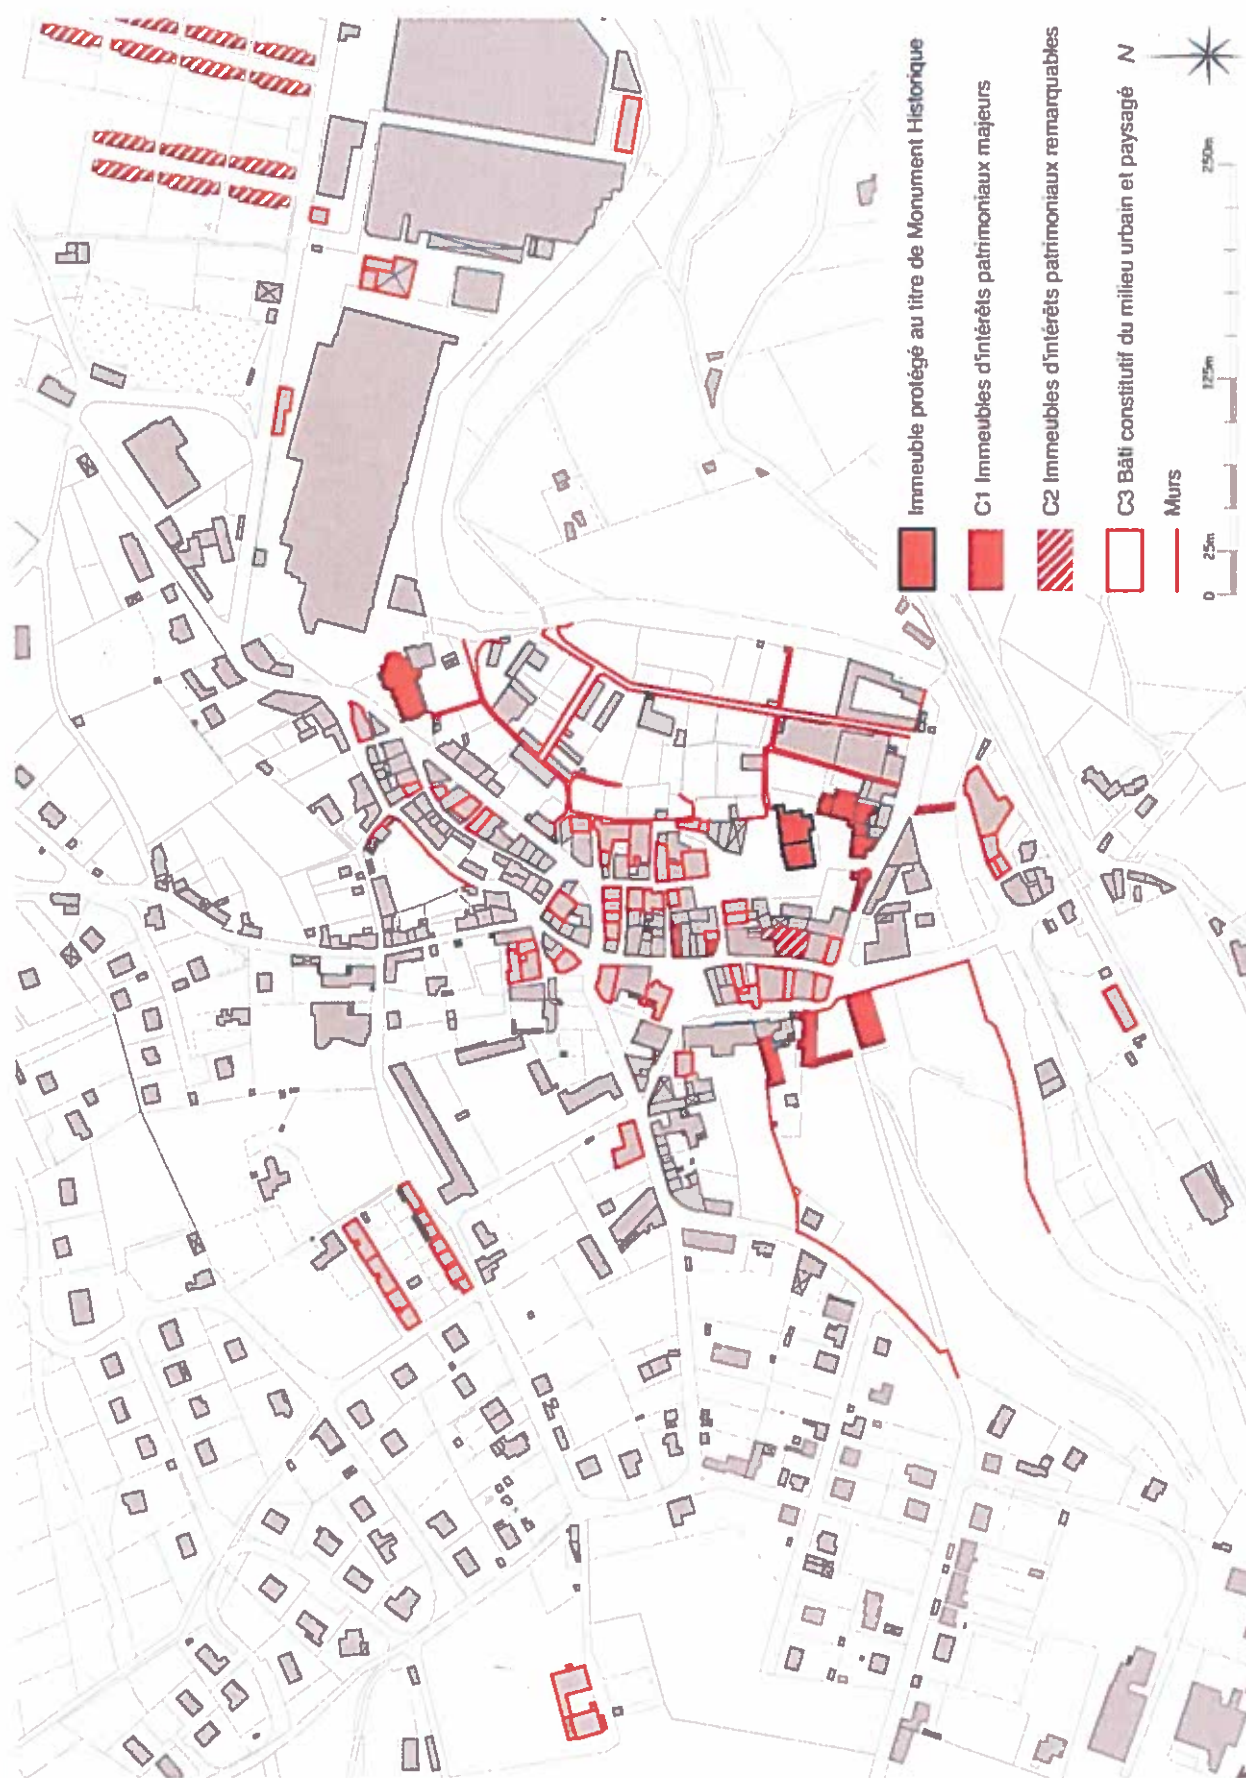 Immeuble protégé au titre de Monument Historique
C1 Immeubles d'intérêts patrimoniaux majeurs
C2 Immeubles d'intérêts patrimoniaux remarquables
C3 Bâti constitutif du milieu urbain et paysagé
Murs
N
0 25m 125m 250m